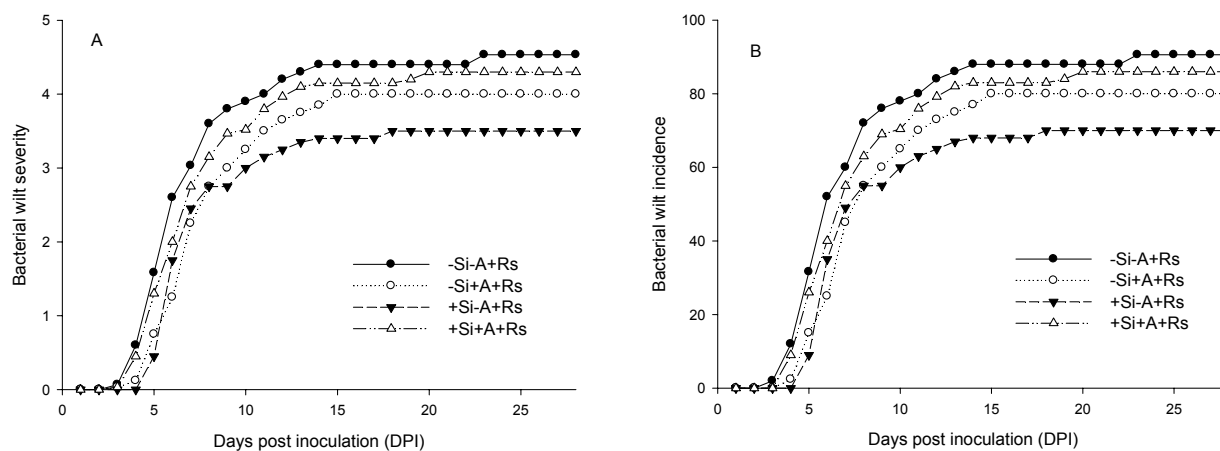 A
Bacterial wilt severity
5
4
3
2
1
0
-Si-A+Rs
-Si+A+Rs
+Si-A+Rs
+Si+A+Rs
0 5 10 15 20 25
Days post inoculation (DPI)
B
Bacterial wilt incidence
100
80
60
40
20
0
-Si-A+Rs
-Si+A+Rs
+Si-A+Rs
+Si+A+Rs
0 5 10 15 20 25
Days post inoculation (DPI)